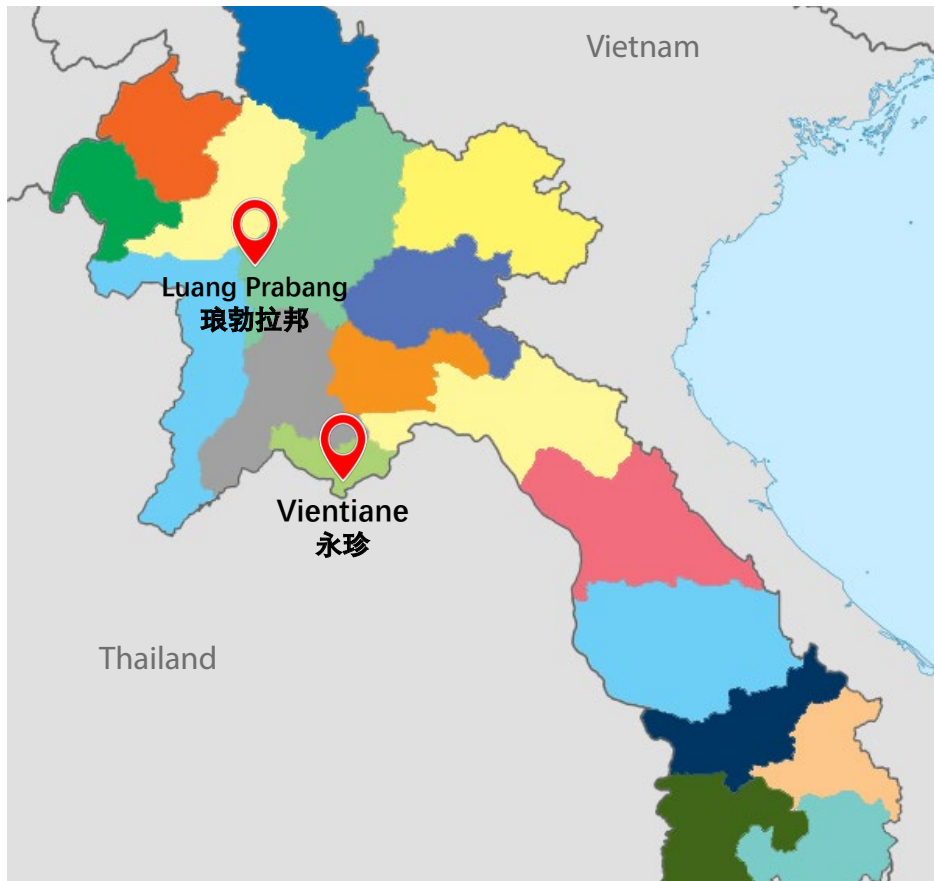 Vietnam
Luang Prabang
琅勃拉邦
Vientiane
永珍
Thailand